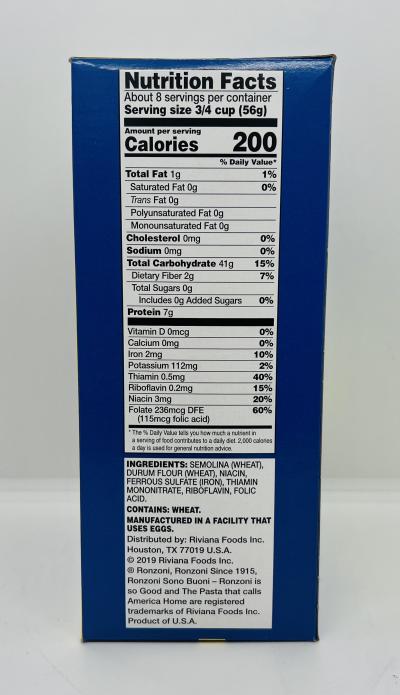 Nutrition Facts
About 8 servings per container
Serving size 3/4 cup (56g)
Amount per serving
Calories 200
% Daily Value*
Total Fat 1g 1%
Saturated Fat 0g 0%
Trans Fat 0g
Polyunsaturated Fat 0g
Monounsaturated Fat 0g
Cholesterol 0mg 0%
Sodium 0mg 0%
Total Carbohydrate 41g 15%
Dietary Fiber 2g 7%
Total Sugars 0g
Includes 0g Added Sugars 0%
Protein 7g
Vitamin D 0mcg 0%
Calcium 0mg 0%
Iron 2mg 10%
Potassium 112mg 2%
Thiamin 0.5mg 40%
Riboflavin 0.2mg 15%
Niacin 3mg 20%
Folate 236mcg DFE 60%
(115mcg folic acid)
* The % Daily Value tells you how much a nutrient in
a serving of food contributes to a daily diet. 2,000 calories
a day is used for general nutrition advice.
INGREDIENTS: SEMOLINA (WHEAT),
DURUM FLOUR (WHEAT), NIACIN,
FERROUS SULFATE (IRON), THIAMIN
MONONITRATE, RIBOFLAVIN, FOLIC
ACID.
CONTAINS: WHEAT.
MANUFACTURED IN A FACILITY THAT
USES EGGS.
Distributed by: Riviana Foods Inc.
Houston, TX 77019 U.S.A.
© 2019 Riviana Foods Inc.
® Ronzoni, Ronzoni Since 1915,
Ronzoni Sono Buoni – Ronzoni is
so Good and The Pasta that calls
America Home are registered
trademarks of Riviana Foods Inc.
Product of U.S.A.